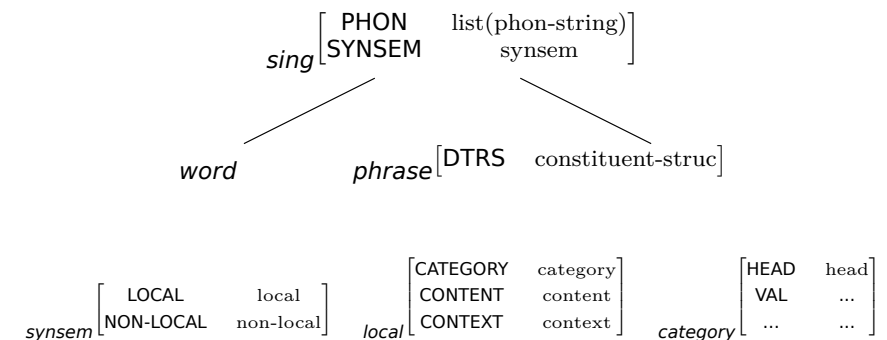 PHON list(phon-string)
sing SYNSEM synsem
word phrase [DTRS constituent-struc]
CATEGORY category HEAD head
LOCAL local CONTENT content VAL ...
synsem NON-LOCAL non-local local CONTEXT context category ... ...